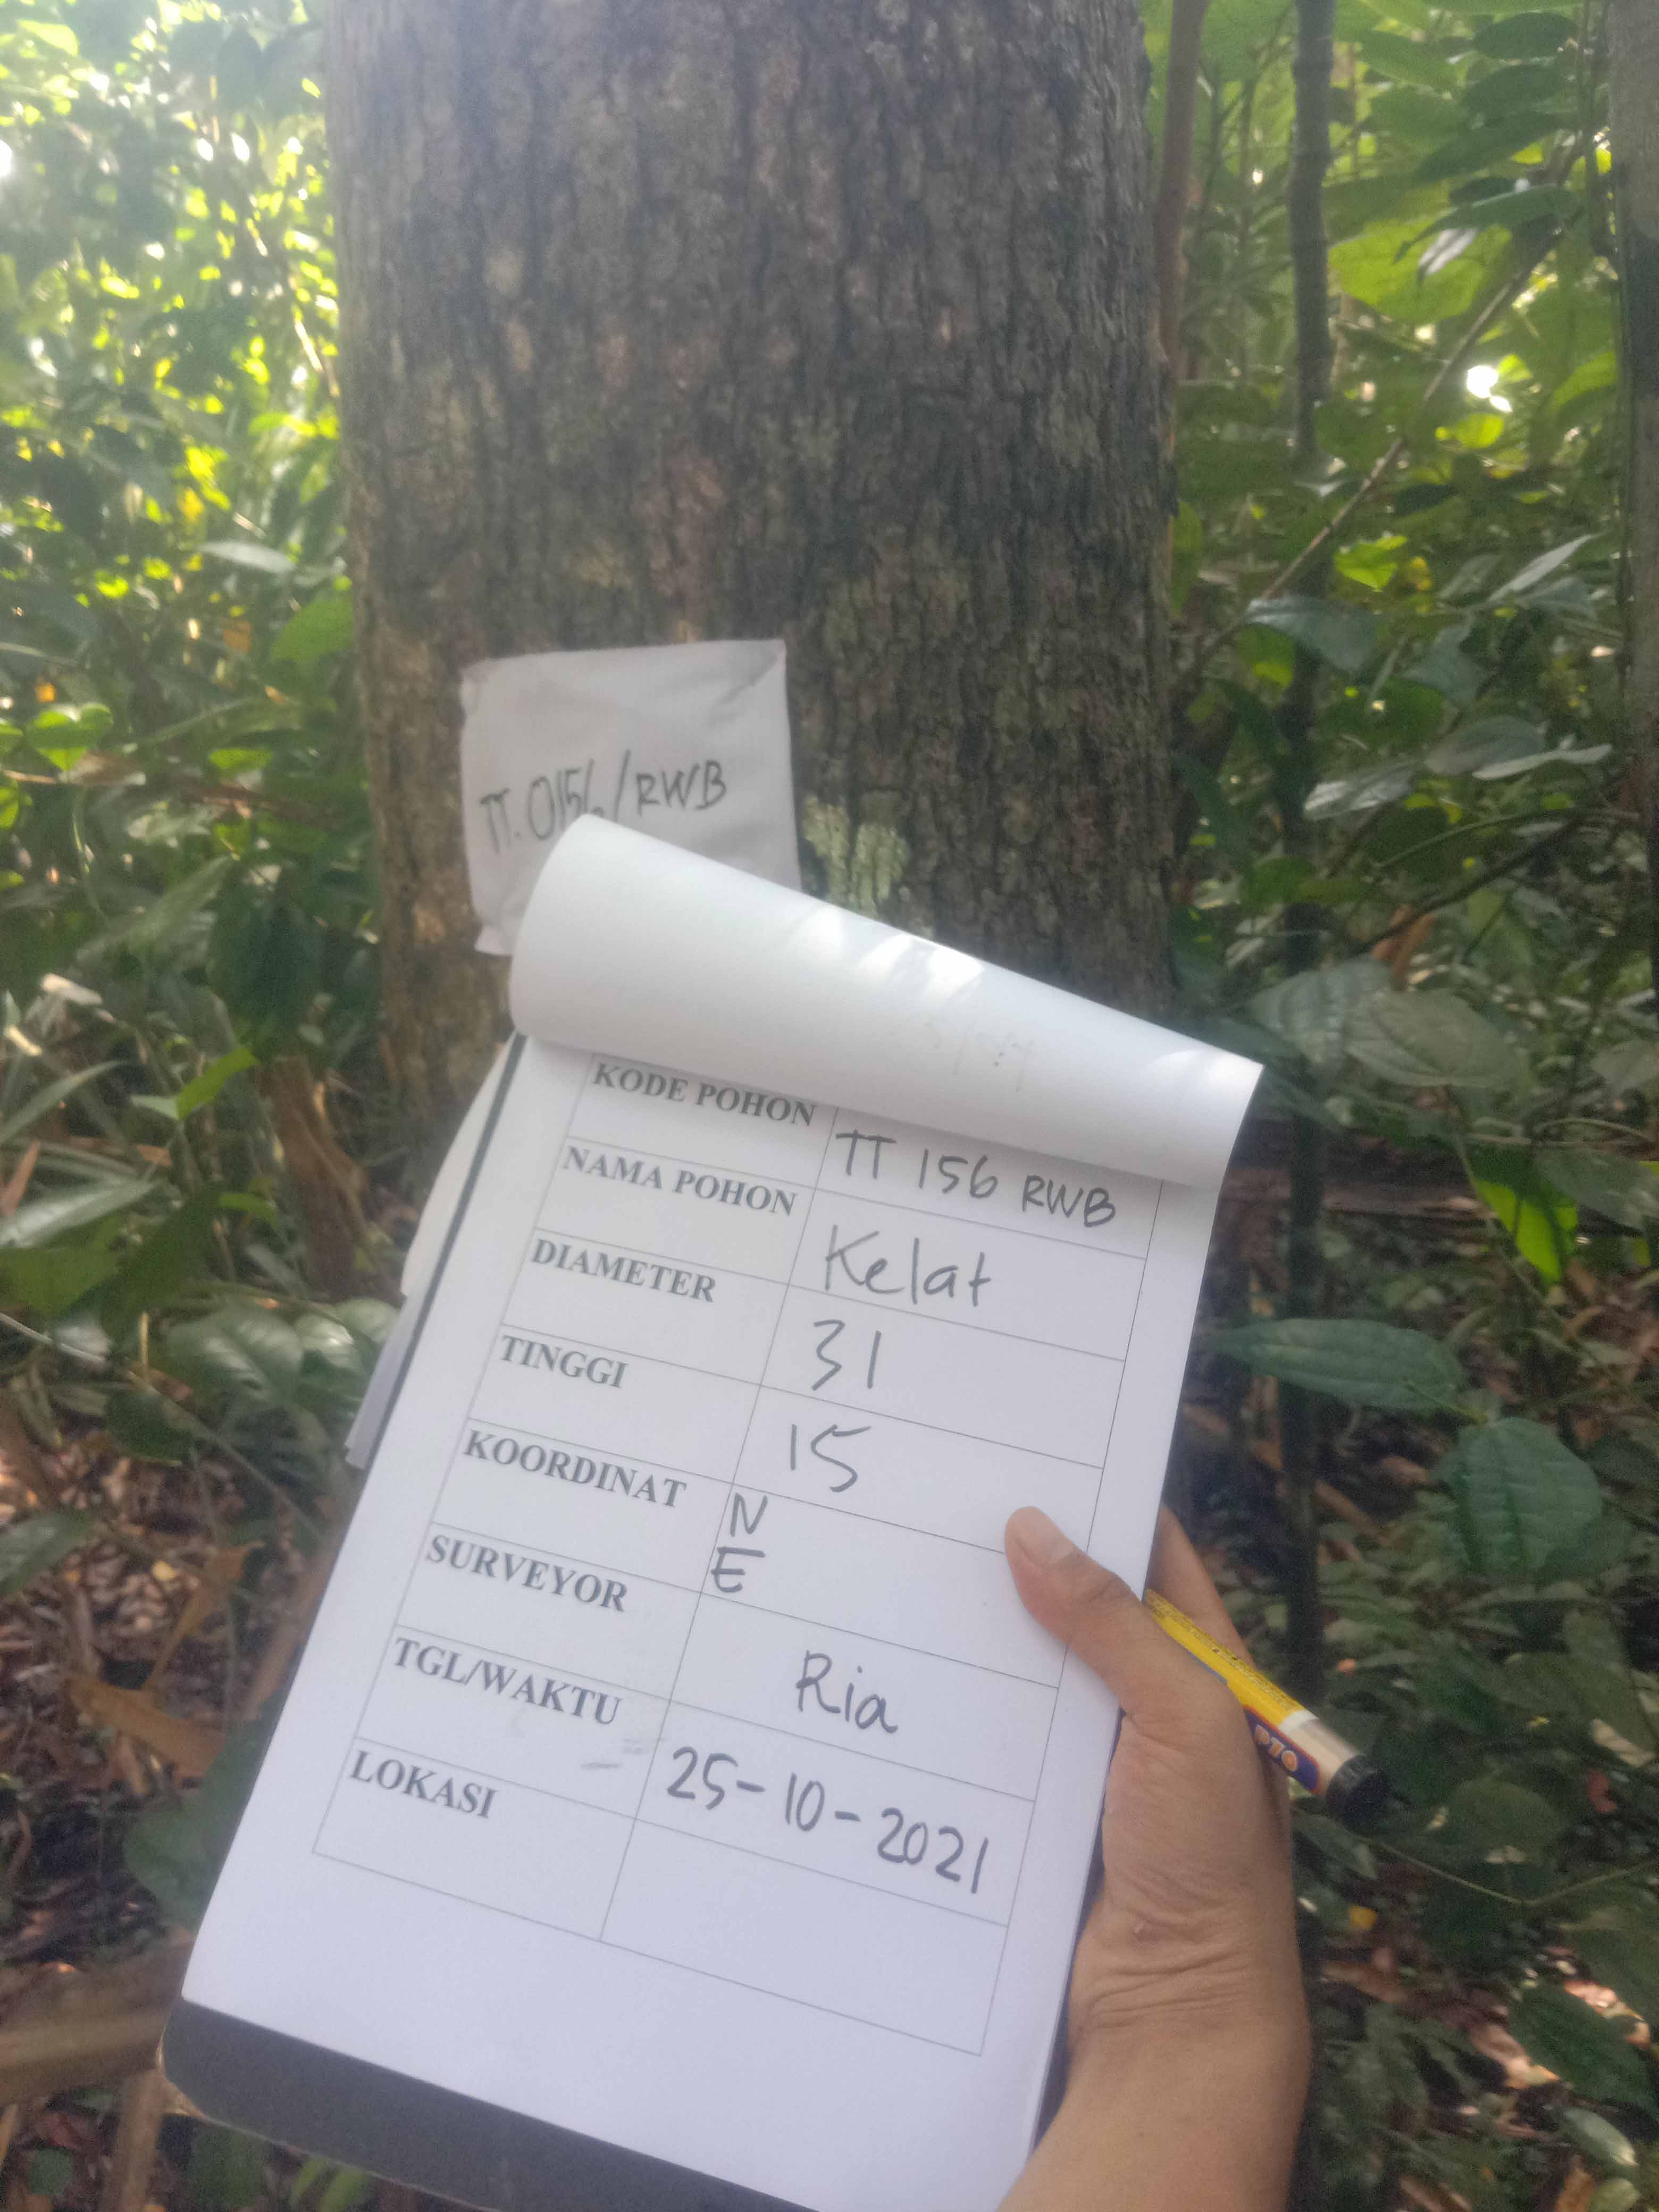 TT. 0156/RWB
KODE POHON TT 156 RWB
NAMA POHON Kelat
DIAMETER 31
TINGGI 15
KOORDINAT N
E
SURVEYOR Ria
TGL/WAKTU 25-10-2021
LOKASI